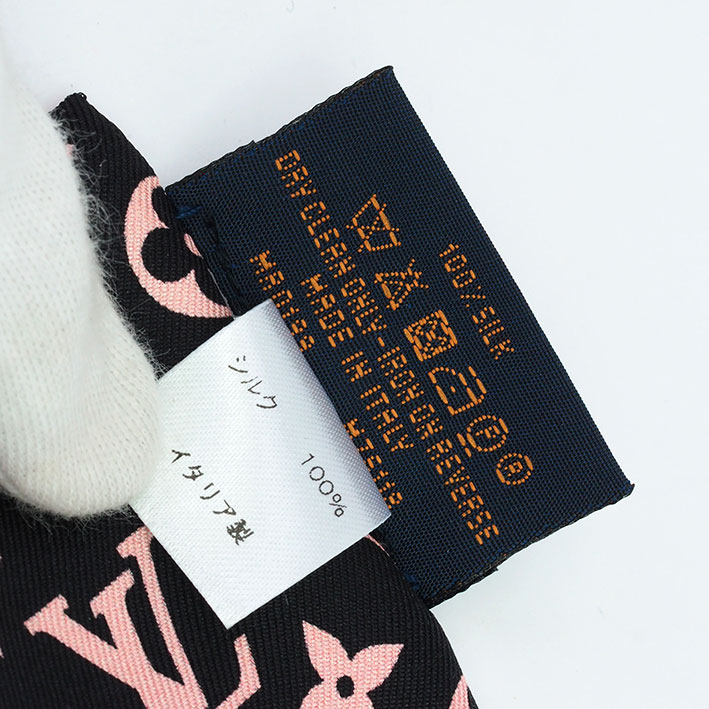 100% SILK
DRY CLEAN ONLY - IRON ON REVERSE
MADE IN ITALY
シルク 100%
イタリア製
LV